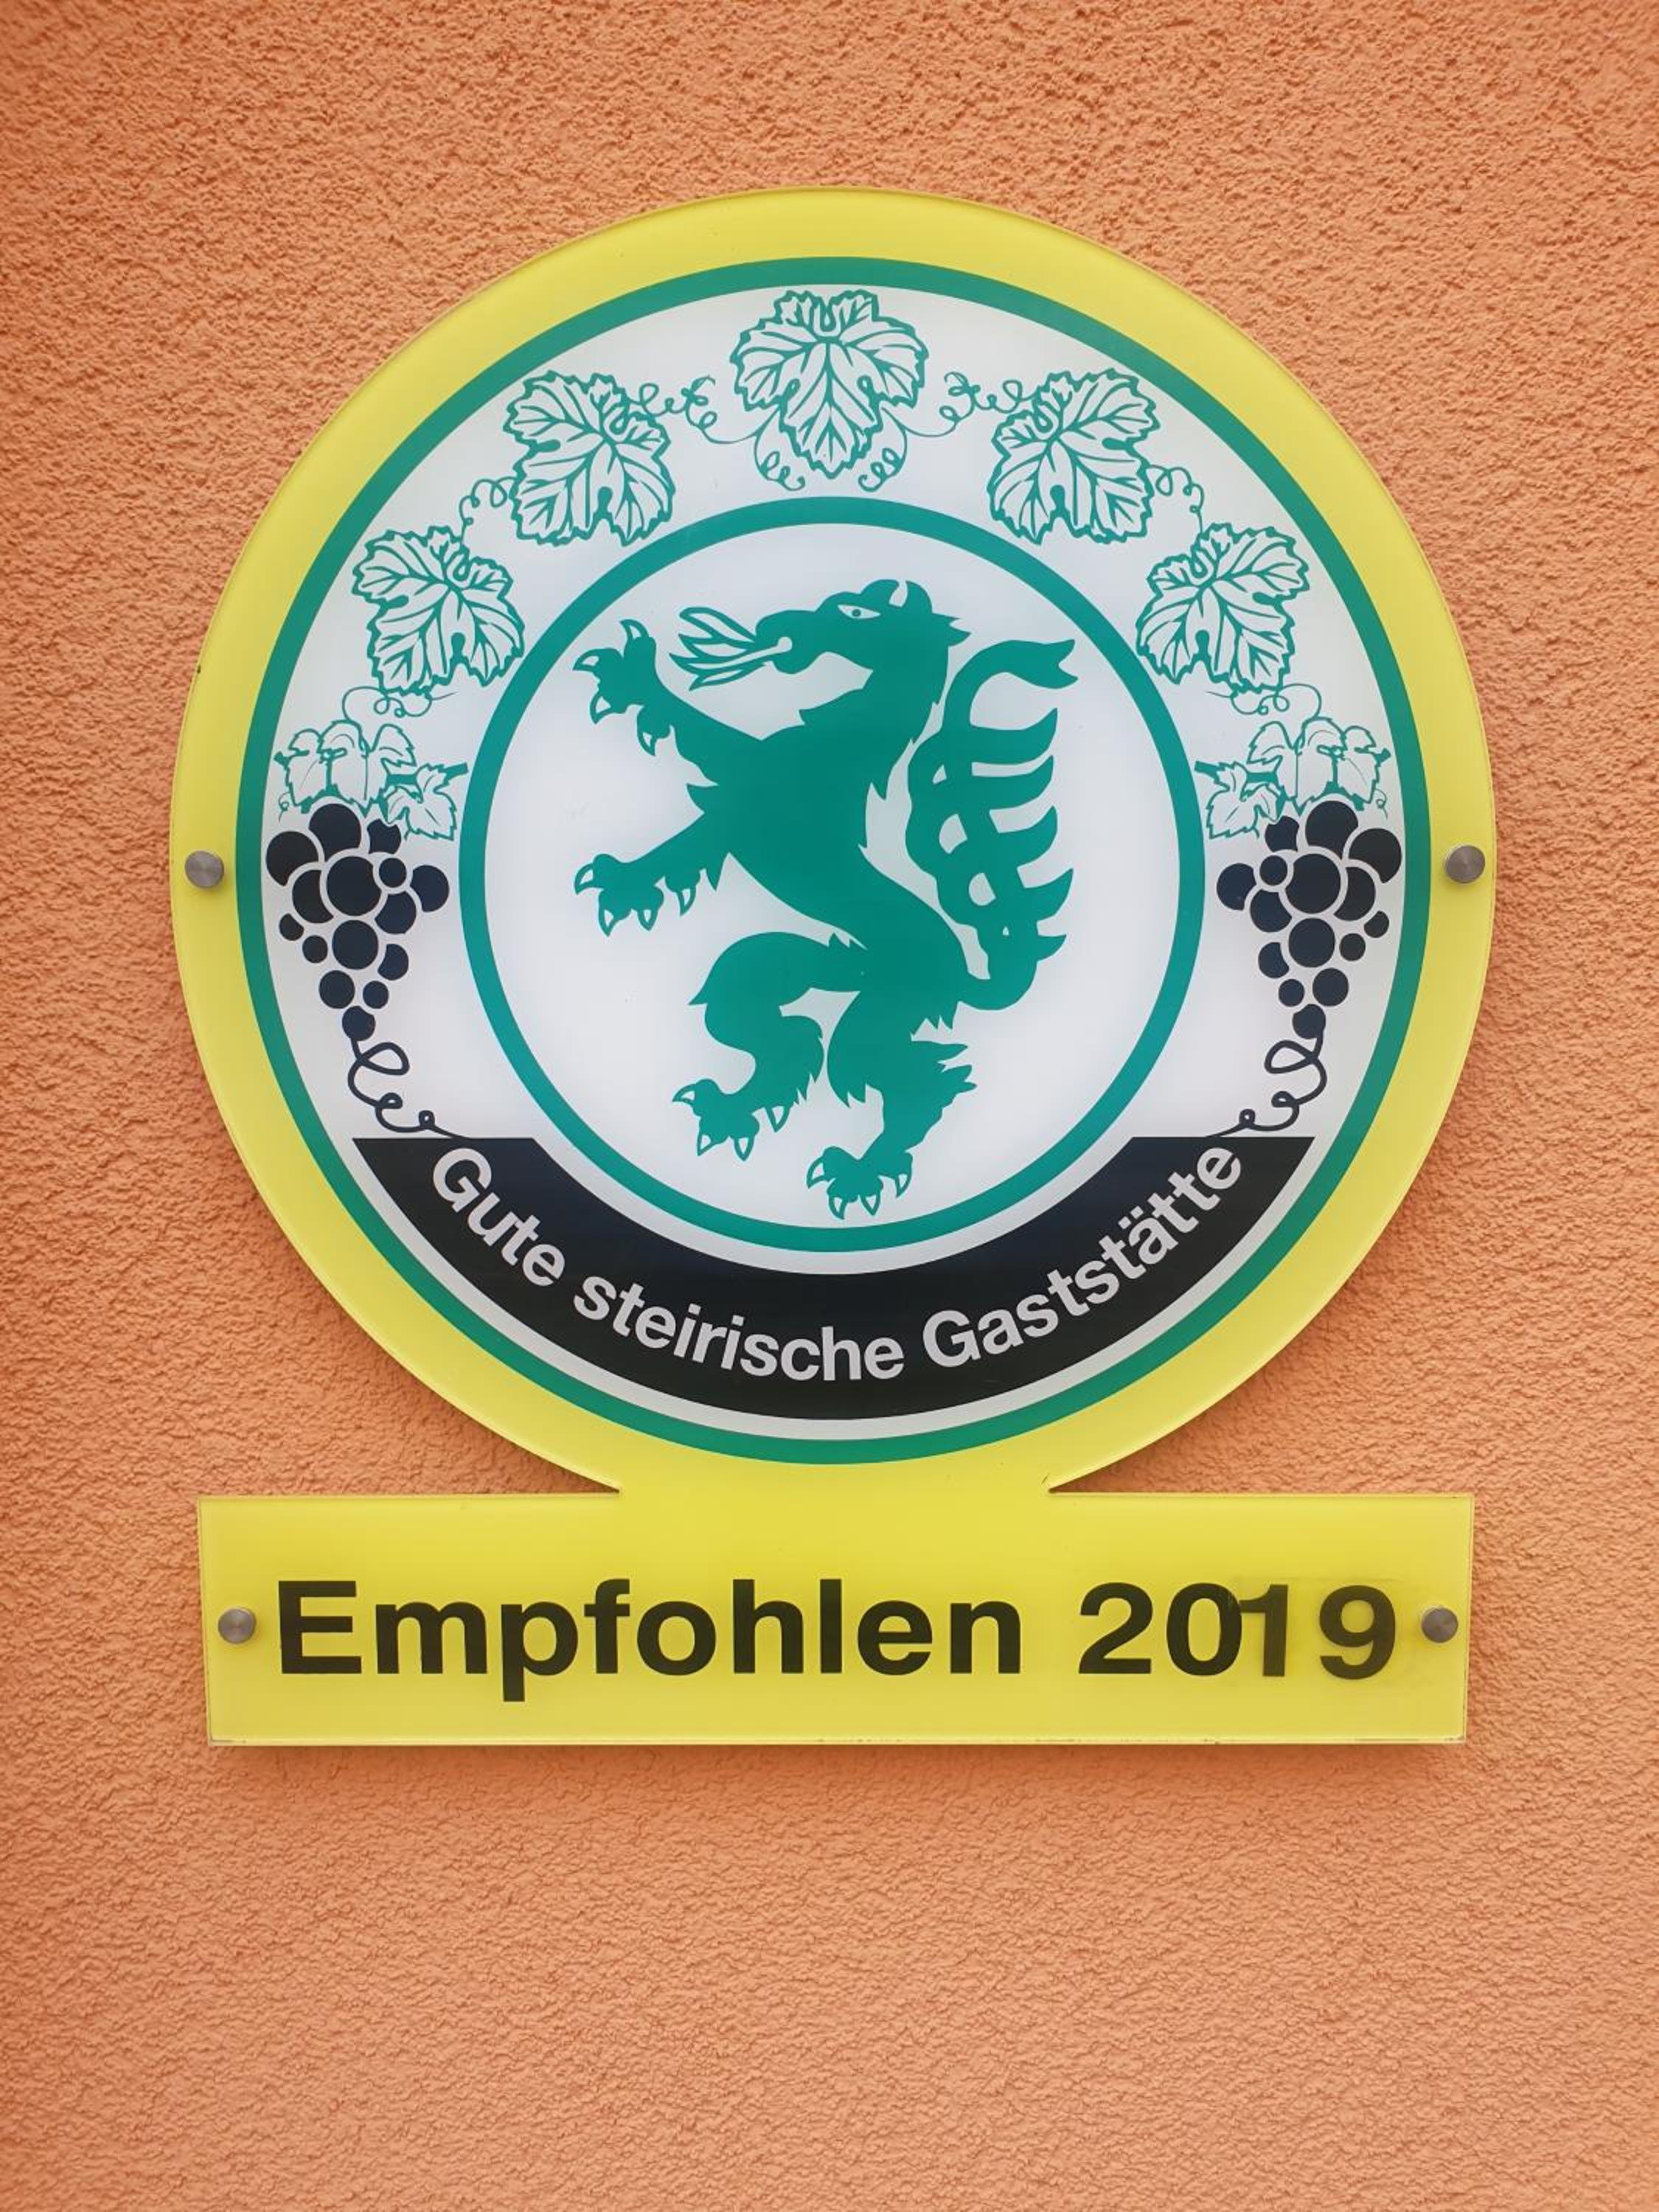 Gute steirische Gaststätte
Empfohlen 2019